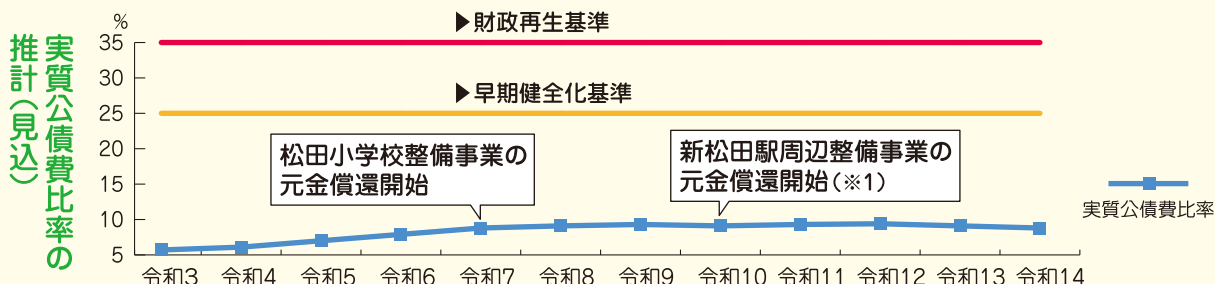 実質公債費比率の
推計(見込)
%
35
30
25
20
15
10
5
▶財政再生基準
▶早期健全化基準
松田小学校整備事業の
元金償還開始
新松田駅周辺整備事業の
元金償還開始(※1)
実質公債費比率
令和3 令和4 令和5 令和6 令和7 令和8 令和9 令和10 令和11 令和12 令和13 令和14